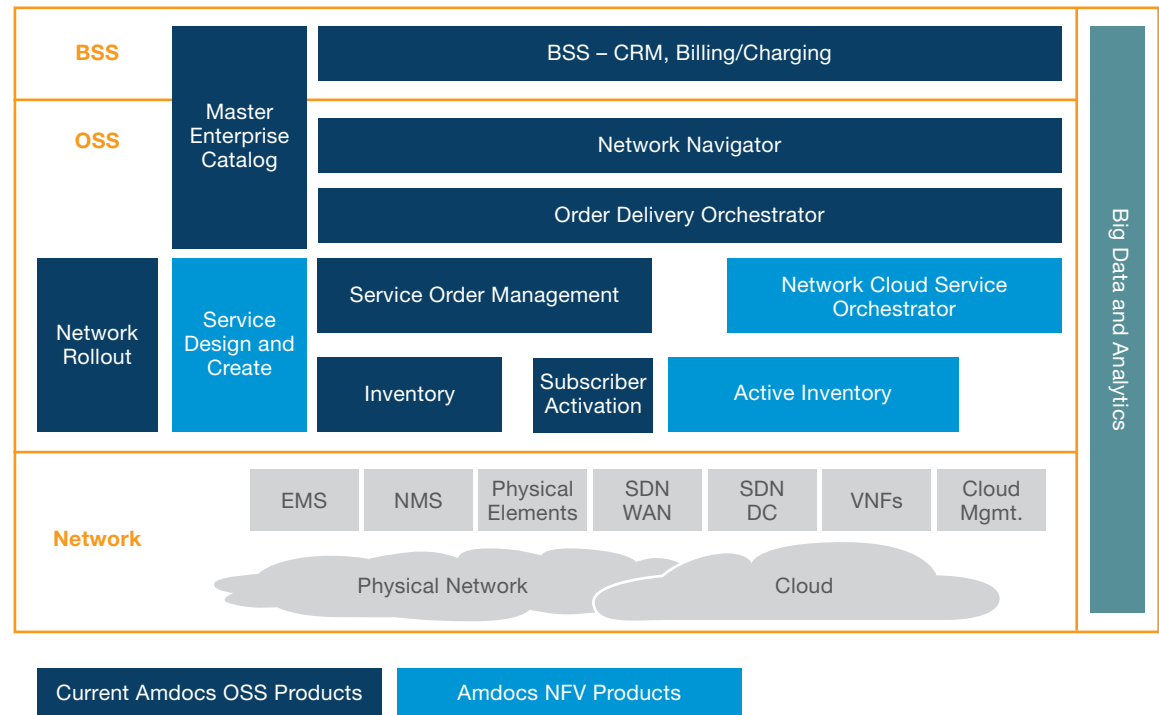 BSS
BSS – CRM, Billing/Charging
Master
Enterprise
Catalog
OSS
Network Navigator
Order Delivery Orchestrator
Network
Rollout
Service
Design and
Create
Service Order Management
Network Cloud Service
Orchestrator
Inventory
Subscriber
Activation
Active Inventory
Big Data and Analytics
Network
EMS
NMS
Physical
Elements
SDN
WAN
SDN
DC
VNFs
Cloud
Mgmt.
Physical Network
Cloud
Current Amdocs OSS Products
Amdocs NFV Products